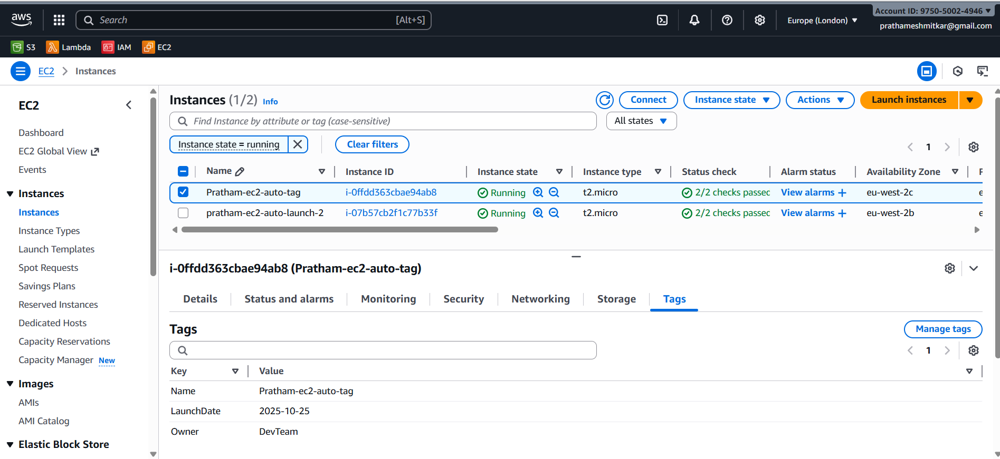 aws
Search [Alt+S]
Europe (London)
Account ID: 9750-5002-4946
prathameshmitkar@gmail.com
S3 Lambda IAM EC2
EC2 Instances
EC2
Dashboard
EC2 Global View
Events
Instances
Instances
Instance Types
Launch Templates
Spot Requests
Savings Plans
Reserved Instances
Dedicated Hosts
Capacity Reservations
Capacity Manager New
Images
AMIs
AMI Catalog
Elastic Block Store
Instances (1/2) Info
Connect Instance state Actions Launch instances
Find Instance by attribute or tag (case-sensitive) All states
Instance state = running Clear filters
1
Name Instance ID Instance state Instance type Status check Alarm status Availability Zone
Pratham-ec2-auto-tag i-0ffdd363cbae94ab8 Running t2.micro 2/2 checks passed View alarms + eu-west-2c
pratham-ec2-auto-launch-2 i-07b57cb2f1c77b33f Running t2.micro 2/2 checks passed View alarms + eu-west-2b
i-0ffdd363cbae94ab8 (Pratham-ec2-auto-tag)
Details Status and alarms Monitoring Security Networking Storage Tags
Tags
Manage tags
1
Key Value
Name Pratham-ec2-auto-tag
LaunchDate 2025-10-25
Owner DevTeam